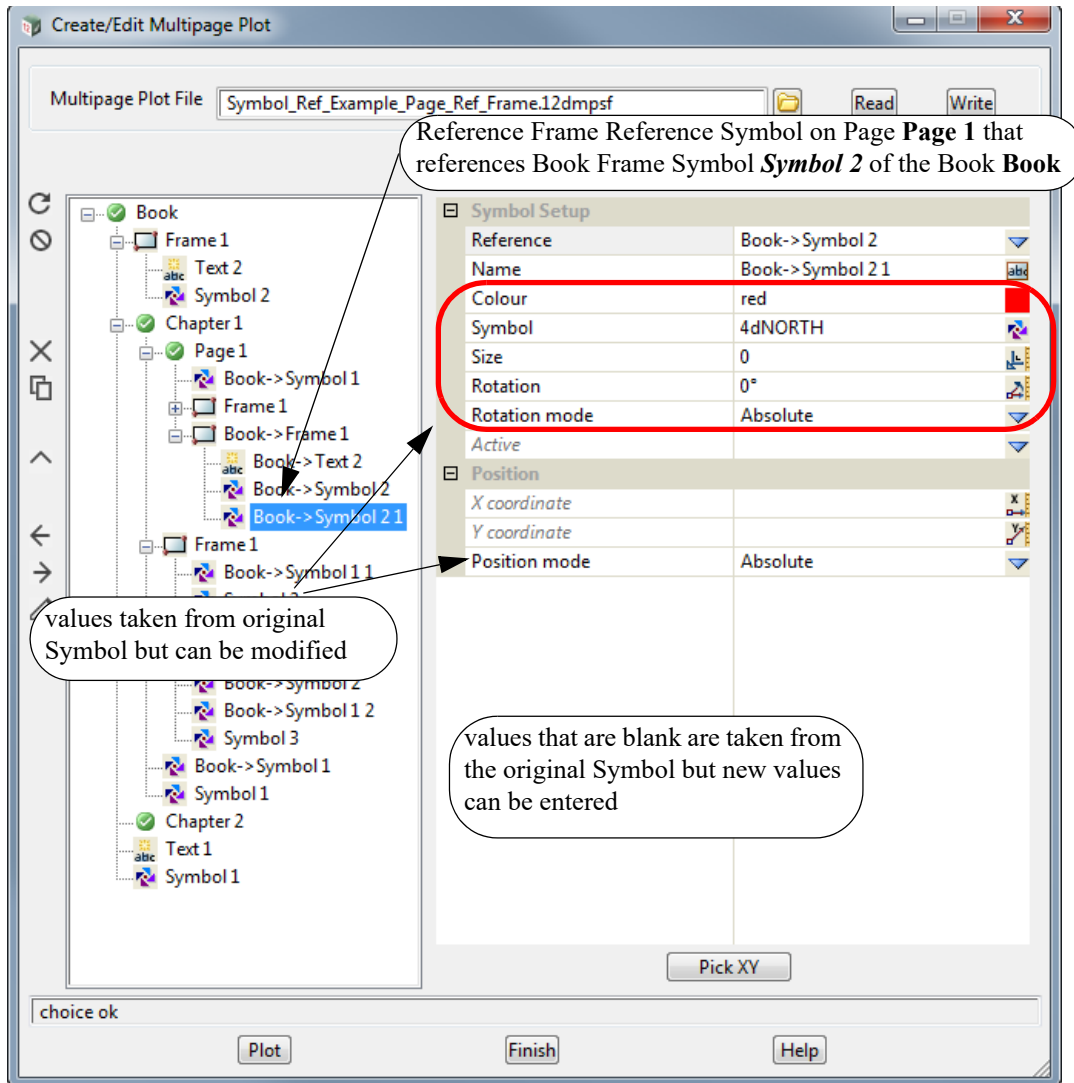 Create/Edit Multipage Plot
Multipage Plot File
Symbol_Ref_Example_Page_Ref_Frame.12dmpsf
Read
Write
Reference Frame Reference Symbol on Page Page 1 that
references Book Frame Symbol Symbol 2 of the Book Book
Book
Frame 1
Text 2
Symbol 2
Chapter 1
Page 1
Book->Symbol 1
Frame 1
Book->Frame 1
Book->Text 2
Book->Symbol 2
Book->Symbol 2 1
Frame 1
Book->Symbol 1 1
values taken from original
Symbol but can be modified
Book->Symbol 2
Book->Symbol 1 2
Symbol 3
Book->Symbol 1
Symbol 1
Chapter 2
Text 1
Symbol 1
Symbol Setup
Reference Book->Symbol 2
Name Book->Symbol 2 1
Colour red
Symbol 4dNORTH
Size 0
Rotation 0°
Rotation mode Absolute
Active
Position
X coordinate
Y coordinate
Position mode Absolute
values that are blank are taken from
the original Symbol but new values
can be entered
Pick XY
choice ok
Plot
Finish
Help